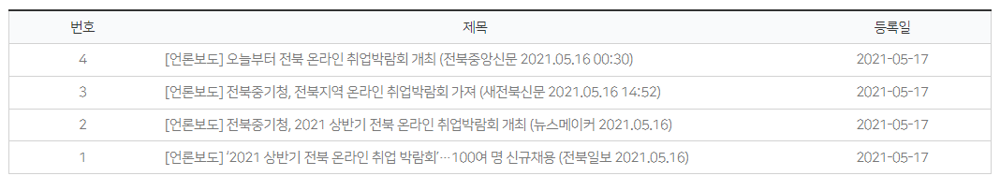 번호 제목 등록일
4 [언론보도] 오늘부터 전북 온라인 취업박람회 개최 (전북중앙신문 2021.05.16 00:30) 2021-05-17
3 [언론보도] 전북중기청, 전북지역 온라인 취업박람회 가져 (새전북신문 2021.05.16 14:52) 2021-05-17
2 [언론보도] 전북중기청, 2021 상반기 전북 온라인 취업박람회 개최 (뉴스메이커 2021.05.16) 2021-05-17
1 [언론보도] ‘2021 상반기 전북 온라인 취업 박람회’…100여 명 신규채용 (전북일보 2021.05.16) 2021-05-17